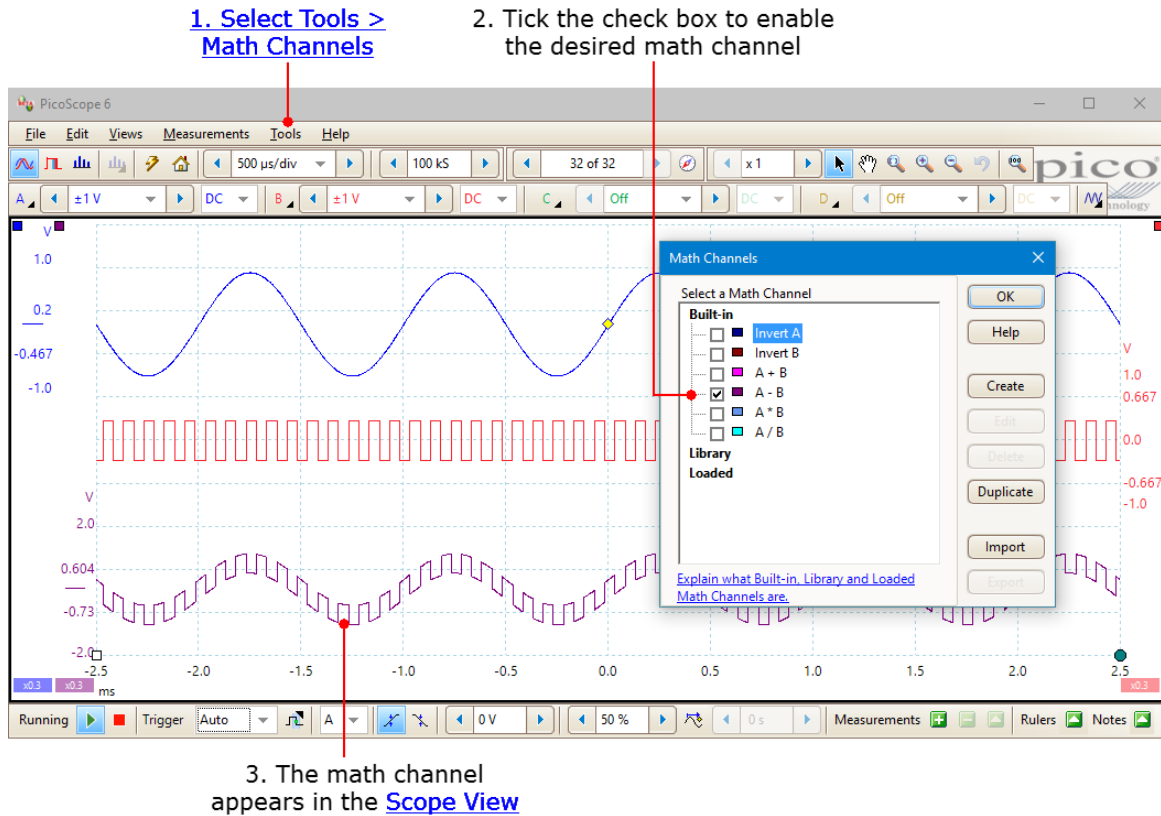 1. Select Tools >
Math Channels
2. Tick the check box to enable
the desired math channel
PicoScope 6
File Edit Views Measurements Tools Help
500 µs/div 100 kS 32 of 32 x 1
pico
A ±1 V DC B ±1 V DC C Off DC D Off DC
nology
V
1.0
0.2
-0.467
-1.0
V
2.0
0.604
-0.73
-2.0
Math Channels
Select a Math Channel
Built-in
Invert A
Invert B
A + B
A - B
A * B
A / B
Library
Loaded
Explain what Built-in, Library and Loaded
Math Channels are.
OK
Help
Create
Edit
Delete
Duplicate
Import
Export
V
1.0
0.667
0.0
-0.667
-1.0
-2.5 -2.0 -1.5 -1.0 -0.5 0.0 0.5 1.0 1.5 2.0 2.5
x0.3 x0.3 ms x0.3
Running Trigger Auto A 0 V 50 % 0 s Measurements Rulers Notes
3. The math channel
appears in the Scope View